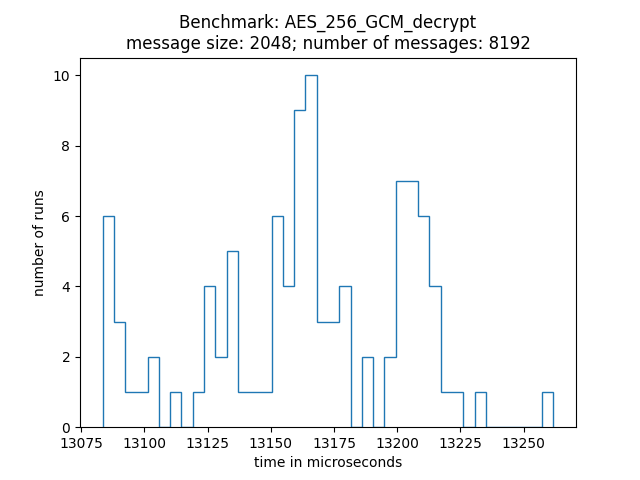 Benchmark: AES_256_GCM_decrypt
message size: 2048; number of messages: 8192
10
8
6
4
2
0
number of runs
13075 13100 13125 13150 13175 13200 13225 13250
time in microseconds